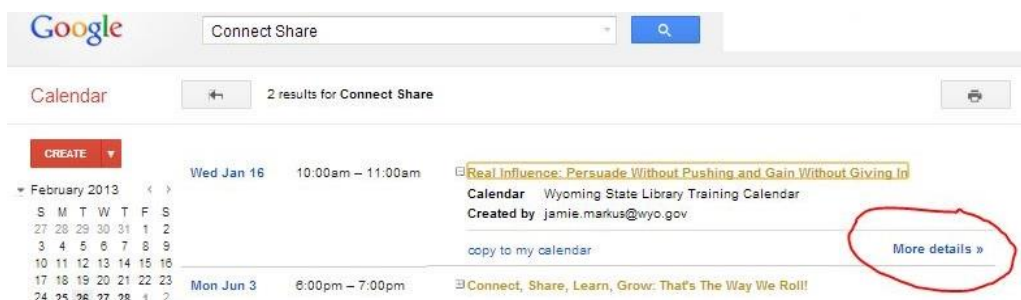 Google
Connect Share
Calendar
2 results for Connect Share
CREATE
February 2013 < >
S M T W T F S
27 28 29 30 31 1 2
3 4 5 6 7 8 9
10 11 12 13 14 15 16
17 18 19 20 21 22 23
24 25 26 27 28 1 2
Wed Jan 16 10:00am – 11:00am Real Influence: Persuade Without Pushing and Gain Without Giving In
Calendar Wyoming State Library Training Calendar
Created by jamie.markus@wyo.gov
copy to my calendar More details »
Mon Jun 3 6:00pm – 7:00pm Connect, Share, Learn, Grow: That's The Way We Roll!